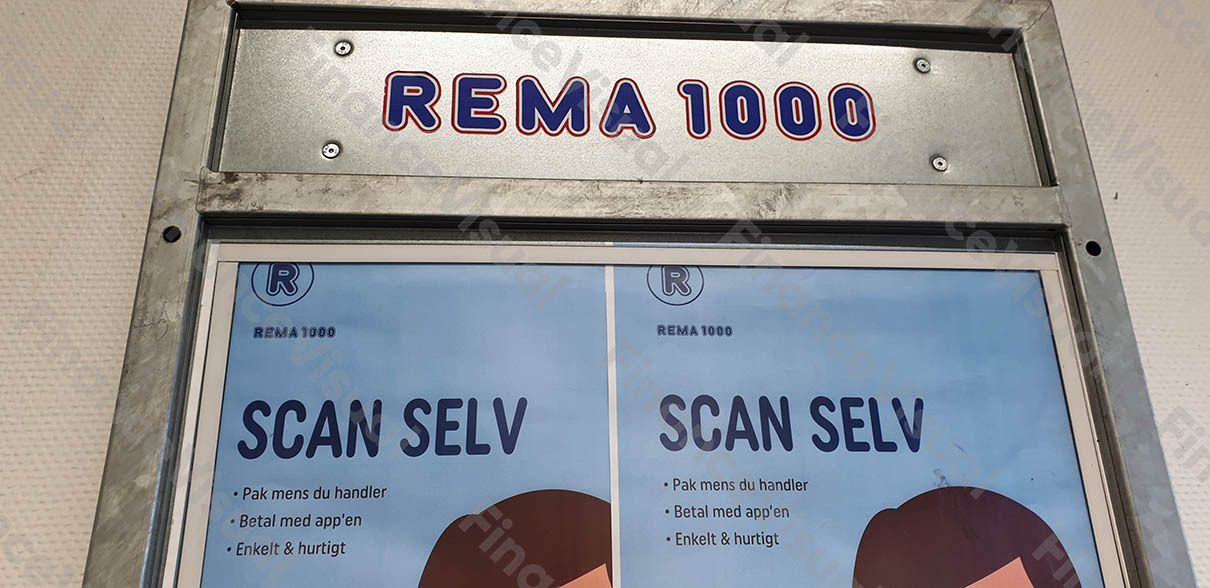 REMA 1000
R
REMA 1000
SCAN SELV
• Pak mens du handler
• Betal med app'en
• Enkelt & hurtigt
R
REMA 1000
SCAN SELV
• Pak mens du handler
• Betal med app'en
• Enkelt & hurtigt
FinanceVisual